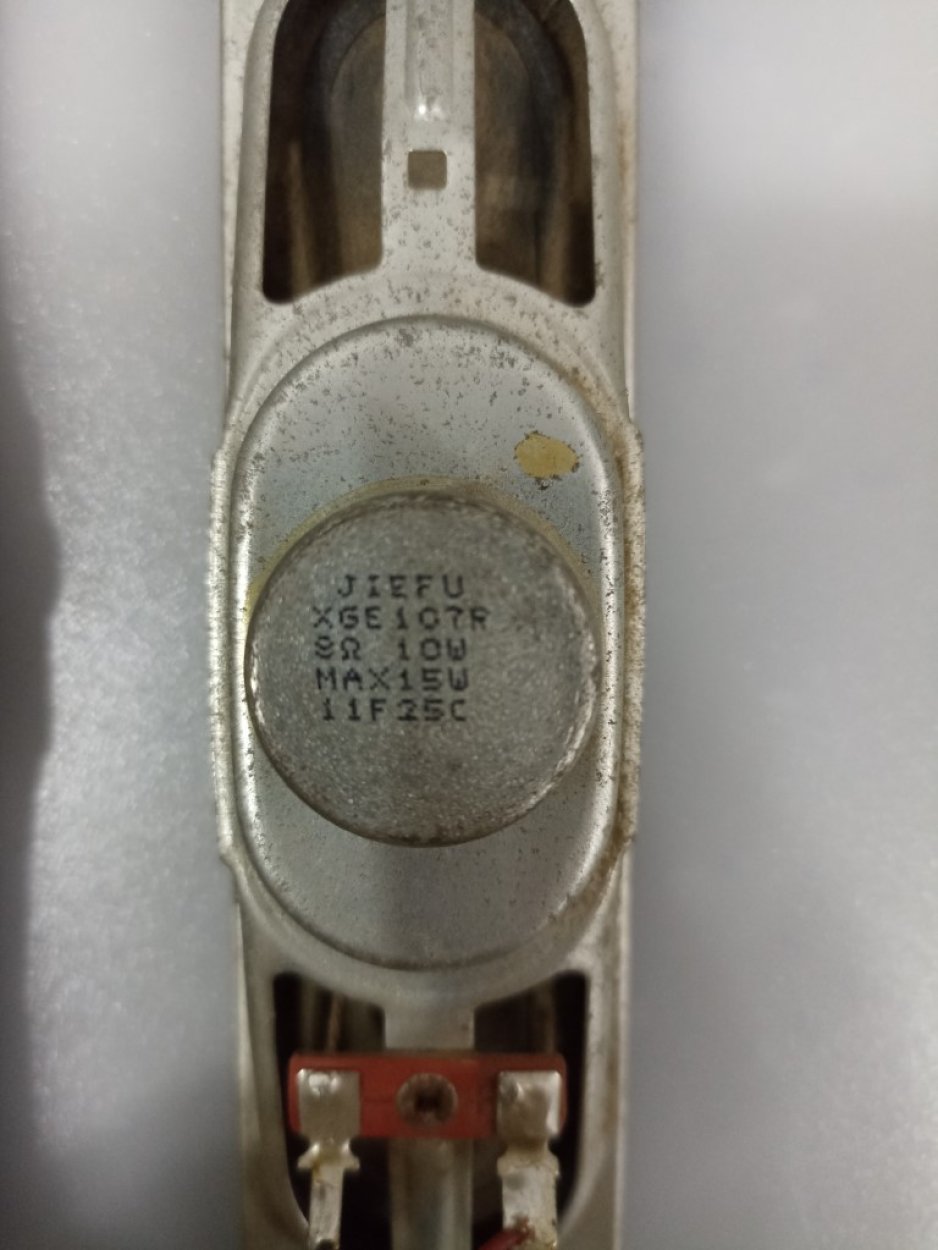 JIEFU
XGE107R
8Ω 10W
MAX15W
11F25C